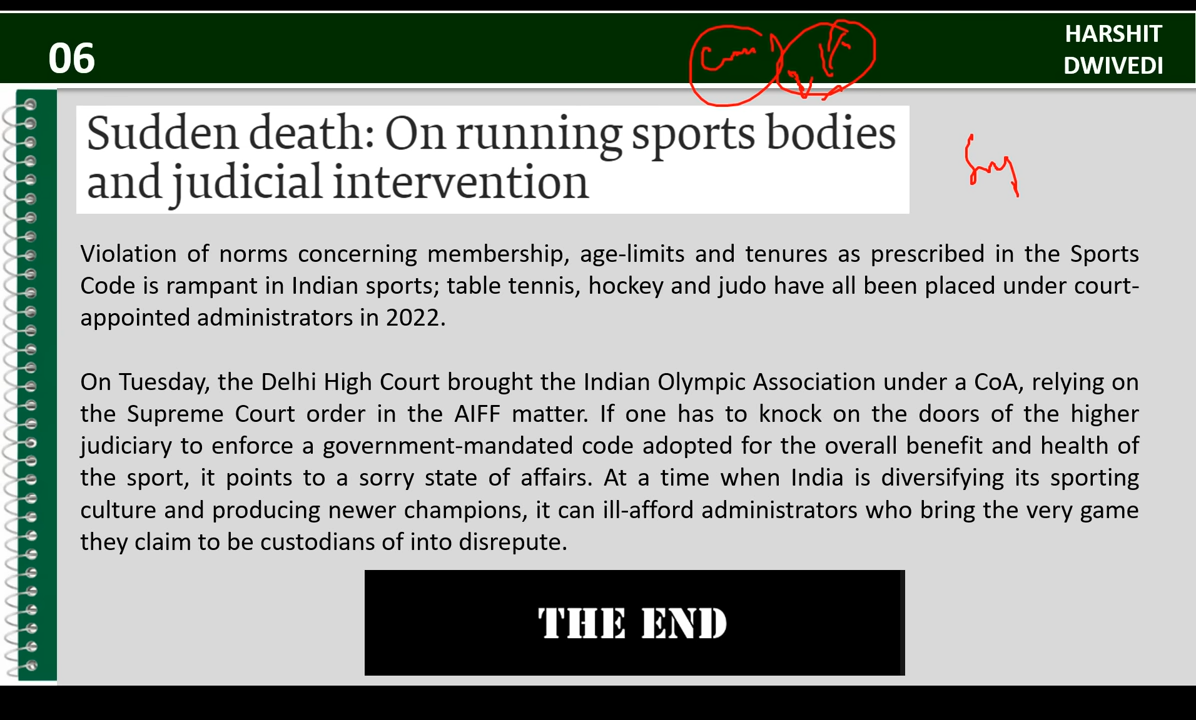 06
HARSHIT
DWIVEDI
Sudden death: On running sports bodies
and judicial intervention
Violation of norms concerning membership, age-limits and tenures as prescribed in the Sports
Code is rampant in Indian sports; table tennis, hockey and judo have all been placed under court-
appointed administrators in 2022.
On Tuesday, the Delhi High Court brought the Indian Olympic Association under a CoA, relying on
the Supreme Court order in the AIFF matter. If one has to knock on the doors of the higher
judiciary to enforce a government-mandated code adopted for the overall benefit and health of
the sport, it points to a sorry state of affairs. At a time when India is diversifying its sporting
culture and producing newer champions, it can ill-afford administrators who bring the very game
they claim to be custodians of into disrepute.
THE END